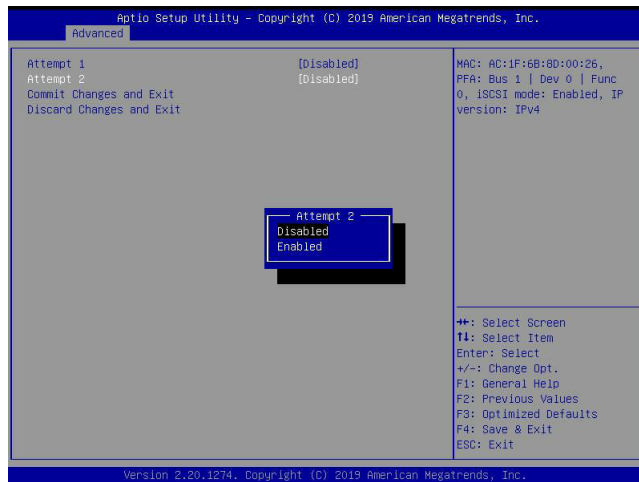 Aptio Setup Utility – Copyright (C) 2019 American Megatrends, Inc.
Advanced
Attempt 1 [Disabled]
Attempt 2 [Disabled]
Commit Changes and Exit
Discard Changes and Exit
MAC: AC:1F:6B:8D:00:26,
PFA: Bus 1 | Dev 0 | Func
0, iSCSI mode: Enabled, IP
version: IPv4
Attempt 2
Disabled
Enabled
→←: Select Screen
↑↓: Select Item
Enter: Select
+/-: Change Opt.
F1: General Help
F2: Previous Values
F3: Optimized Defaults
F4: Save & Exit
ESC: Exit
Version 2.20.1274. Copyright (C) 2019 American Megatrends, Inc.